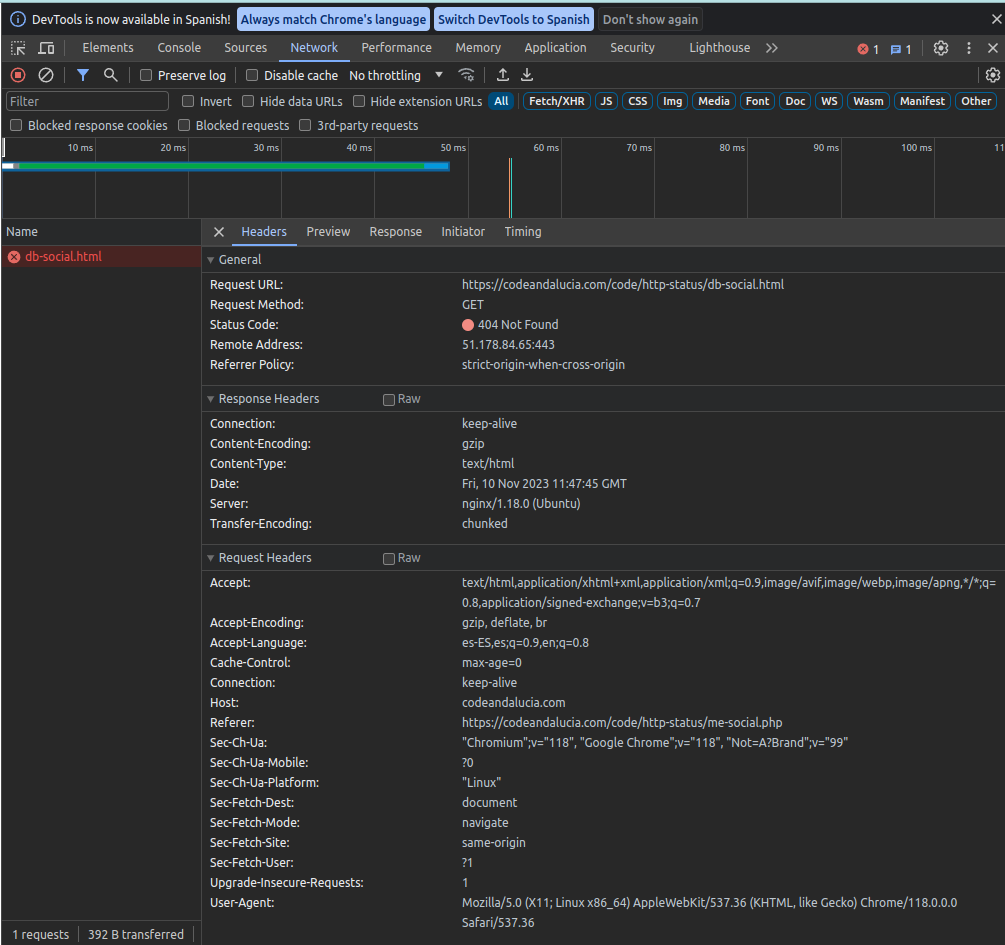 DevTools is now available in Spanish! Always match Chrome's language Switch DevTools to Spanish Don't show again
Elements Console Sources Network Performance Memory Application Security Lighthouse 1 1
Preserve log Disable cache No throttling
Filter Invert Hide data URLs Hide extension URLs All Fetch/XHR JS CSS Img Media Font Doc WS Wasm Manifest Other
Blocked response cookies Blocked requests 3rd-party requests
10 ms 20 ms 30 ms 40 ms 50 ms 60 ms 70 ms 80 ms 90 ms 100 ms 11
Name Headers Preview Response Initiator Timing
db-social.html
General
Request URL: https://codeandalucia.com/code/http-status/db-social.html
Request Method: GET
Status Code: 404 Not Found
Remote Address: 51.178.84.65:443
Referrer Policy: strict-origin-when-cross-origin
Response Headers Raw
Connection: keep-alive
Content-Encoding: gzip
Content-Type: text/html
Date: Fri, 10 Nov 2023 11:47:45 GMT
Server: nginx/1.18.0 (Ubuntu)
Transfer-Encoding: chunked
Request Headers Raw
Accept: text/html,application/xhtml+xml,application/xml;q=0.9,image/avif,image/webp,image/apng,*/*;q=
0.8,application/signed-exchange;v=b3;q=0.7
Accept-Encoding: gzip, deflate, br
Accept-Language: es-ES,es;q=0.9,en;q=0.8
Cache-Control: max-age=0
Connection: keep-alive
Host: codeandalucia.com
Referer: https://codeandalucia.com/code/http-status/me-social.php
Sec-Ch-Ua: "Chromium";v="118", "Google Chrome";v="118", "Not=A?Brand";v="99"
Sec-Ch-Ua-Mobile: ?0
Sec-Ch-Ua-Platform: "Linux"
Sec-Fetch-Dest: document
Sec-Fetch-Mode: navigate
Sec-Fetch-Site: same-origin
Sec-Fetch-User: ?1
Upgrade-Insecure-Requests: 1
User-Agent: Mozilla/5.0 (X11; Linux x86_64) AppleWebKit/537.36 (KHTML, like Gecko) Chrome/118.0.0.0
Safari/537.36
1 requests 392 B transferred